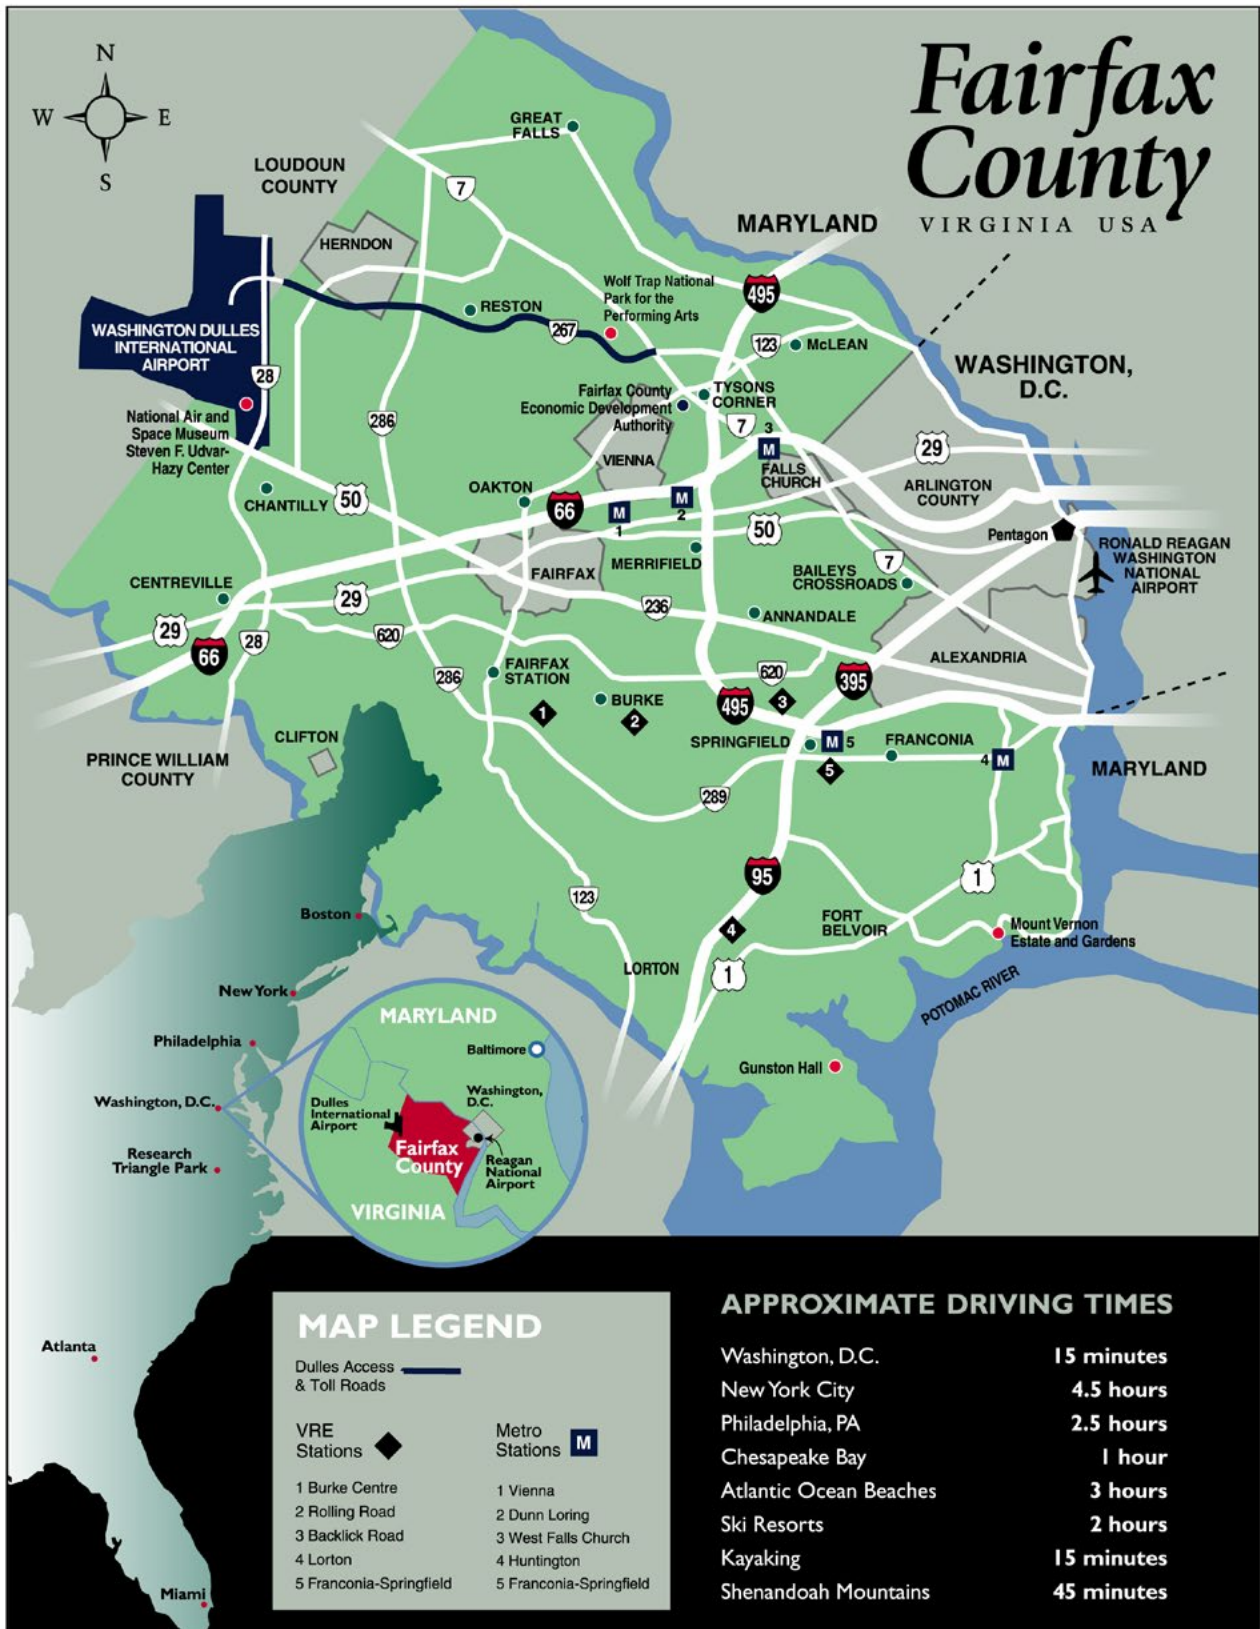 Fairfax
County
VIRGINIA USA
N
W
E
S
GREAT
FALLS
LOUDOUN
COUNTY
7
MARYLAND
HERNDON
Wolf Trap National
Park for the
Performing Arts
495
RESTON
267
123
McLEAN
WASHINGTON DULLES
INTERNATIONAL
AIRPORT
WASHINGTON,
D.C.
28
Fairfax County
Economic Development
Authority
TYSONS
CORNER
National Air and
Space Museum
Steven F. Udvar-
Hazy Center
286
7
3
M
29
VIENNA
FALLS
CHURCH
ARLINGTON
COUNTY
CHANTILLY
50
OAKTON
66
M
1
M
2
50
Pentagon
RONALD REAGAN
WASHINGTON
NATIONAL
AIRPORT
MERRIFIELD
7
BAILEYS
CROSSROADS
CENTREVILLE
FAIRFAX
29
236
ANNANDALE
29
66
28
620
ALEXANDRIA
286
FAIRFAX
STATION
620
395
BURKE
1
2
495
3
CLIFTON
SPRINGFIELD
M
5
FRANCONIA
PRINCE WILLIAM
COUNTY
5
4
M
MARYLAND
289
95
1
123
4
FORT
BELVOIR
Mount Vernon
Estate and Gardens
LORTON
1
POTOMAC RIVER
Gunston Hall
Boston
New York
Philadelphia
Washington, D.C.
Research
Triangle Park
Atlanta
Miami
MARYLAND
Baltimore
Dulles
International
Airport
Washington,
D.C.
Fairfax
County
Reagan
National
Airport
VIRGINIA
MAP LEGEND
Dulles Access
& Toll Roads
VRE
Stations
1 Burke Centre
2 Rolling Road
3 Backlick Road
4 Lorton
5 Franconia-Springfield
Metro
Stations
M
1 Vienna
2 Dunn Loring
3 West Falls Church
4 Huntington
5 Franconia-Springfield
APPROXIMATE DRIVING TIMES
Washington, D.C. 15 minutes
New York City 4.5 hours
Philadelphia, PA 2.5 hours
Chesapeake Bay 1 hour
Atlantic Ocean Beaches 3 hours
Ski Resorts 2 hours
Kayaking 15 minutes
Shenandoah Mountains 45 minutes